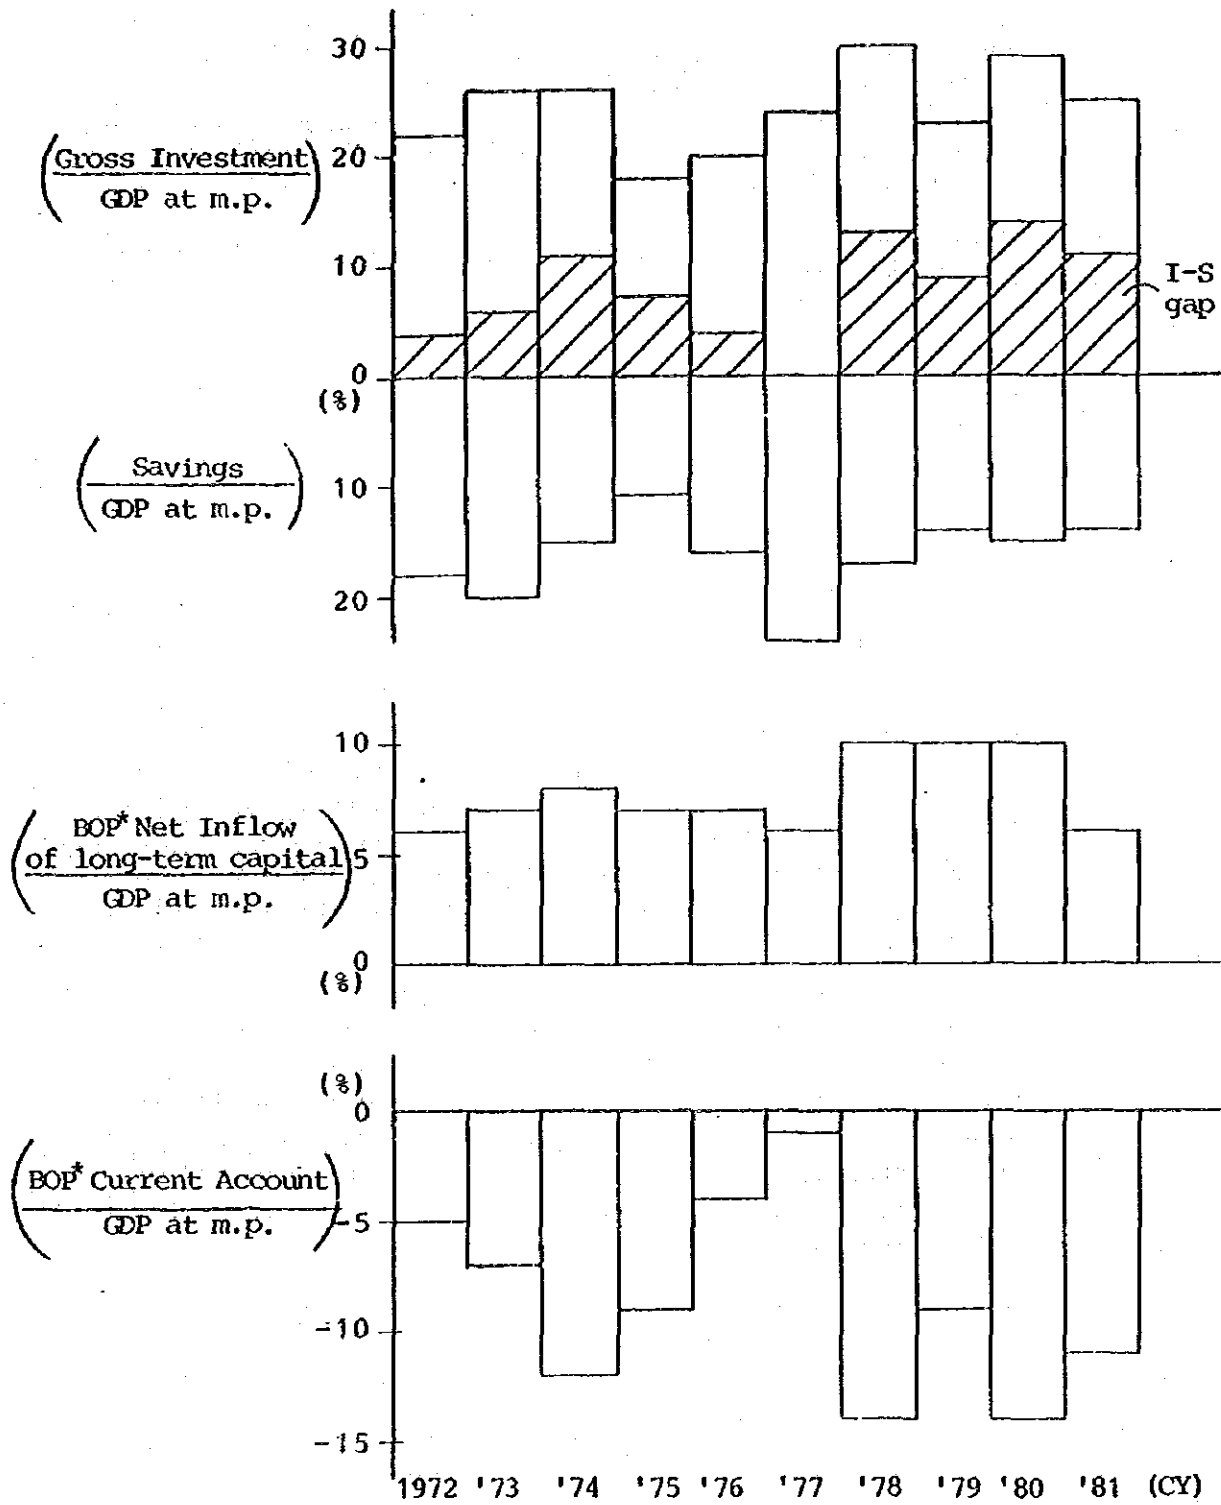 30
20
10
0
(%)
10
20
Gross Investment
GDP at m.p.
I-S
gap
Savings
GDP at m.p.
10
5
0
(%)
BOP* Net Inflow
of long-term capital
GDP at m.p.
(%)
0
-5
-10
-15
BOP* Current Account
GDP at m.p.
1972 '73 '74 '75 '76 '77 '78 '79 '80 '81 (CY)